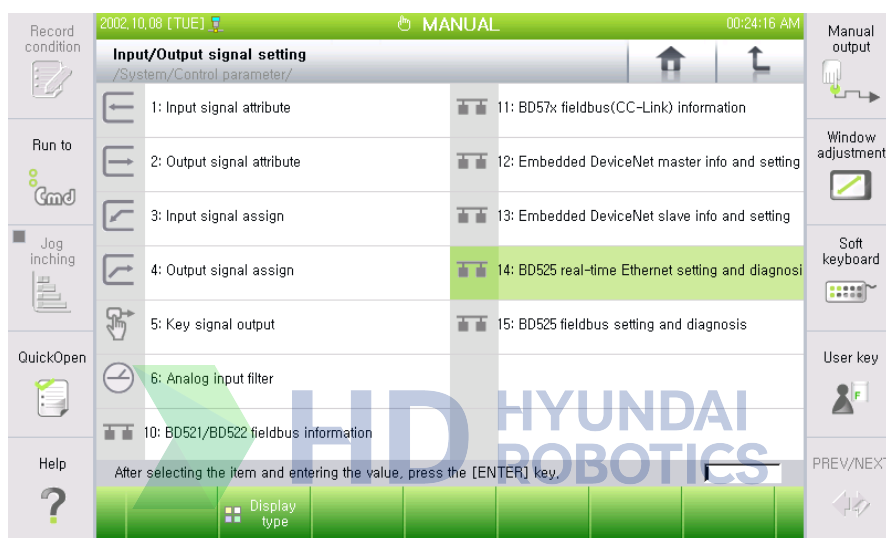 Record
condition
Run to
Cmd
Jog
inching
QuickOpen
Help
2002,10,08 [TUE]
MANUAL
00:24:16 AM
Input/Output signal setting
/System/Control parameter/
1: Input signal attribute
2: Output signal attribute
3: Input signal assign
4: Output signal assign
5: Key signal output
6: Analog input filter
10: BD521/BD522 fieldbus information
11: BD57x fieldbus(CC-Link) information
12: Embedded DeviceNet master info and setting
13: Embedded DeviceNet slave info and setting
14: BD525 real-time Ethernet setting and diagnosi
15: BD525 fieldbus setting and diagnosis
HD HYUNDAI
ROBOTICS
After selecting the item and entering the value, press the [ENTER] key.
Display
type
Manual
output
Window
adjustment
Soft
keyboard
User key
F
PREV/NEXT